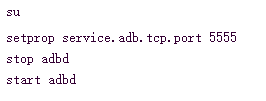 su
setprop service.adb.tcp.port 5555
stop adbd
start adbd